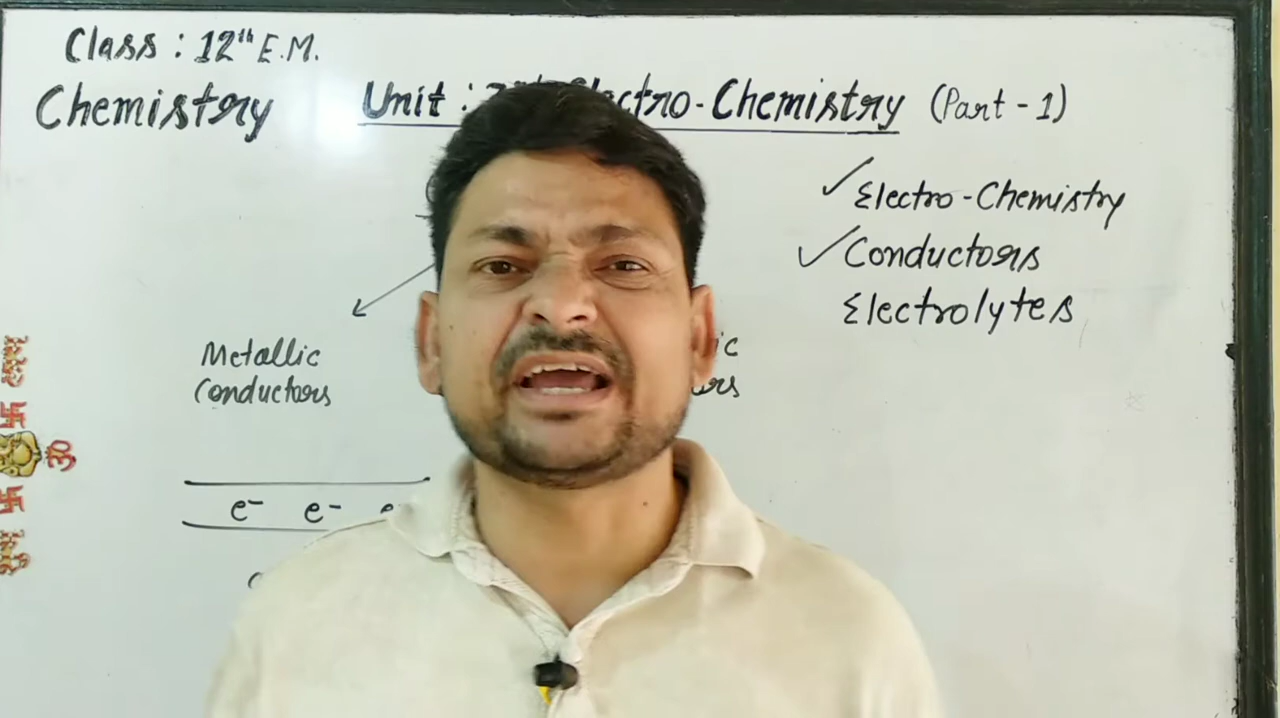 Class : 12th E.M.
Chemistry Unit : Electro-Chemistry (Part - 1)
✓ Electro-Chemistry
✓ Conductors
Electrolytes
Metallic
Conductors
e⁻ e⁻ e
ॐ